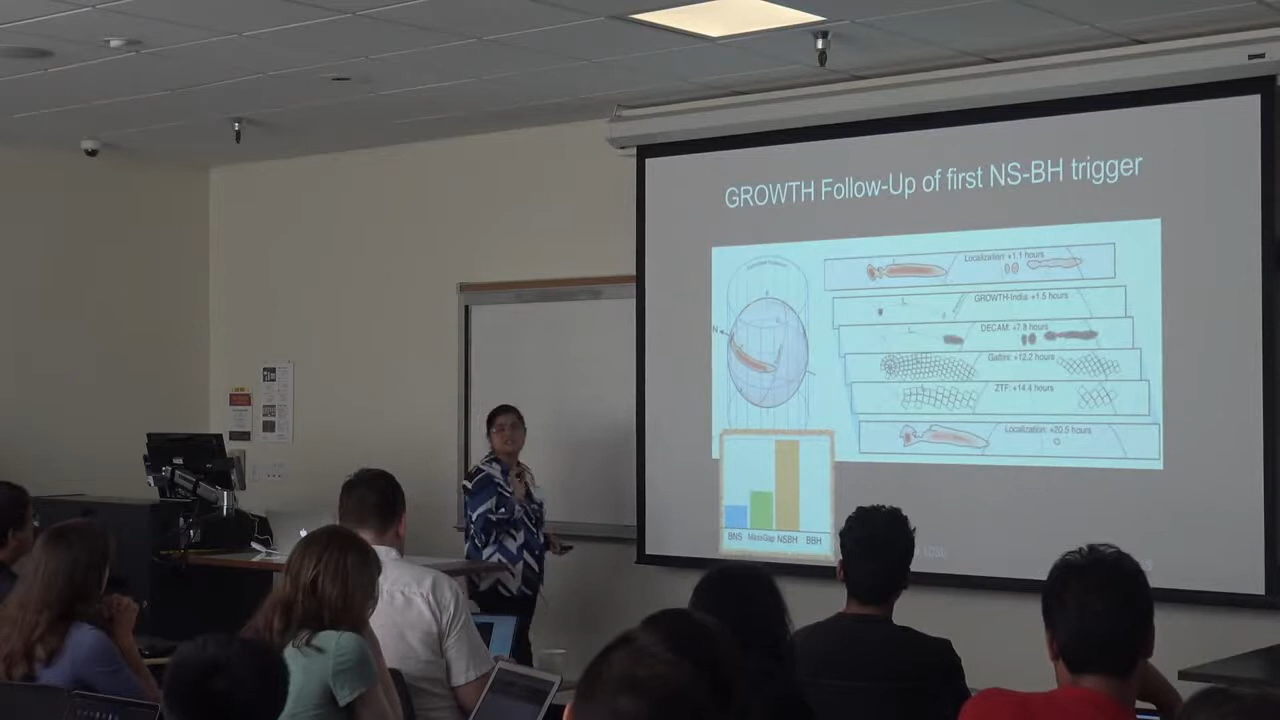 GROWTH Follow-Up of first NS-BH trigger
Localization: +1.1 hours
GROWTH-India: +1.5 hours
N
DECAM: +7.8 hours
Gattini: +12.2 hours
ZTF: +14.4 hours
Localization: +20.5 hours
BNS MassGap NSBH BBH